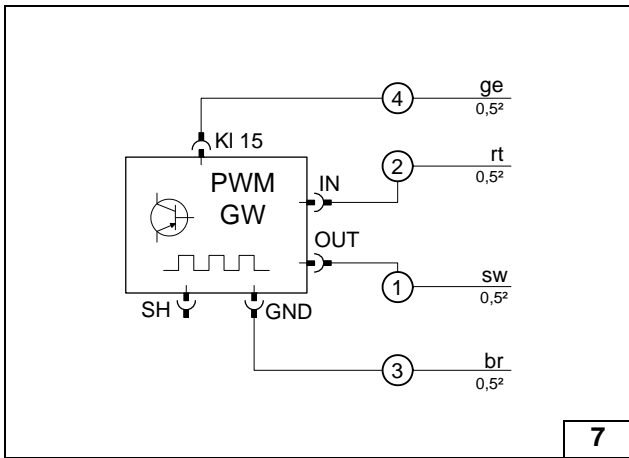 4 ge
0,5²
Kl 15
2 rt
0,5²
PWM
GW
IN
OUT
1 sw
0,5²
SH
GND
3 br
0,5²
7